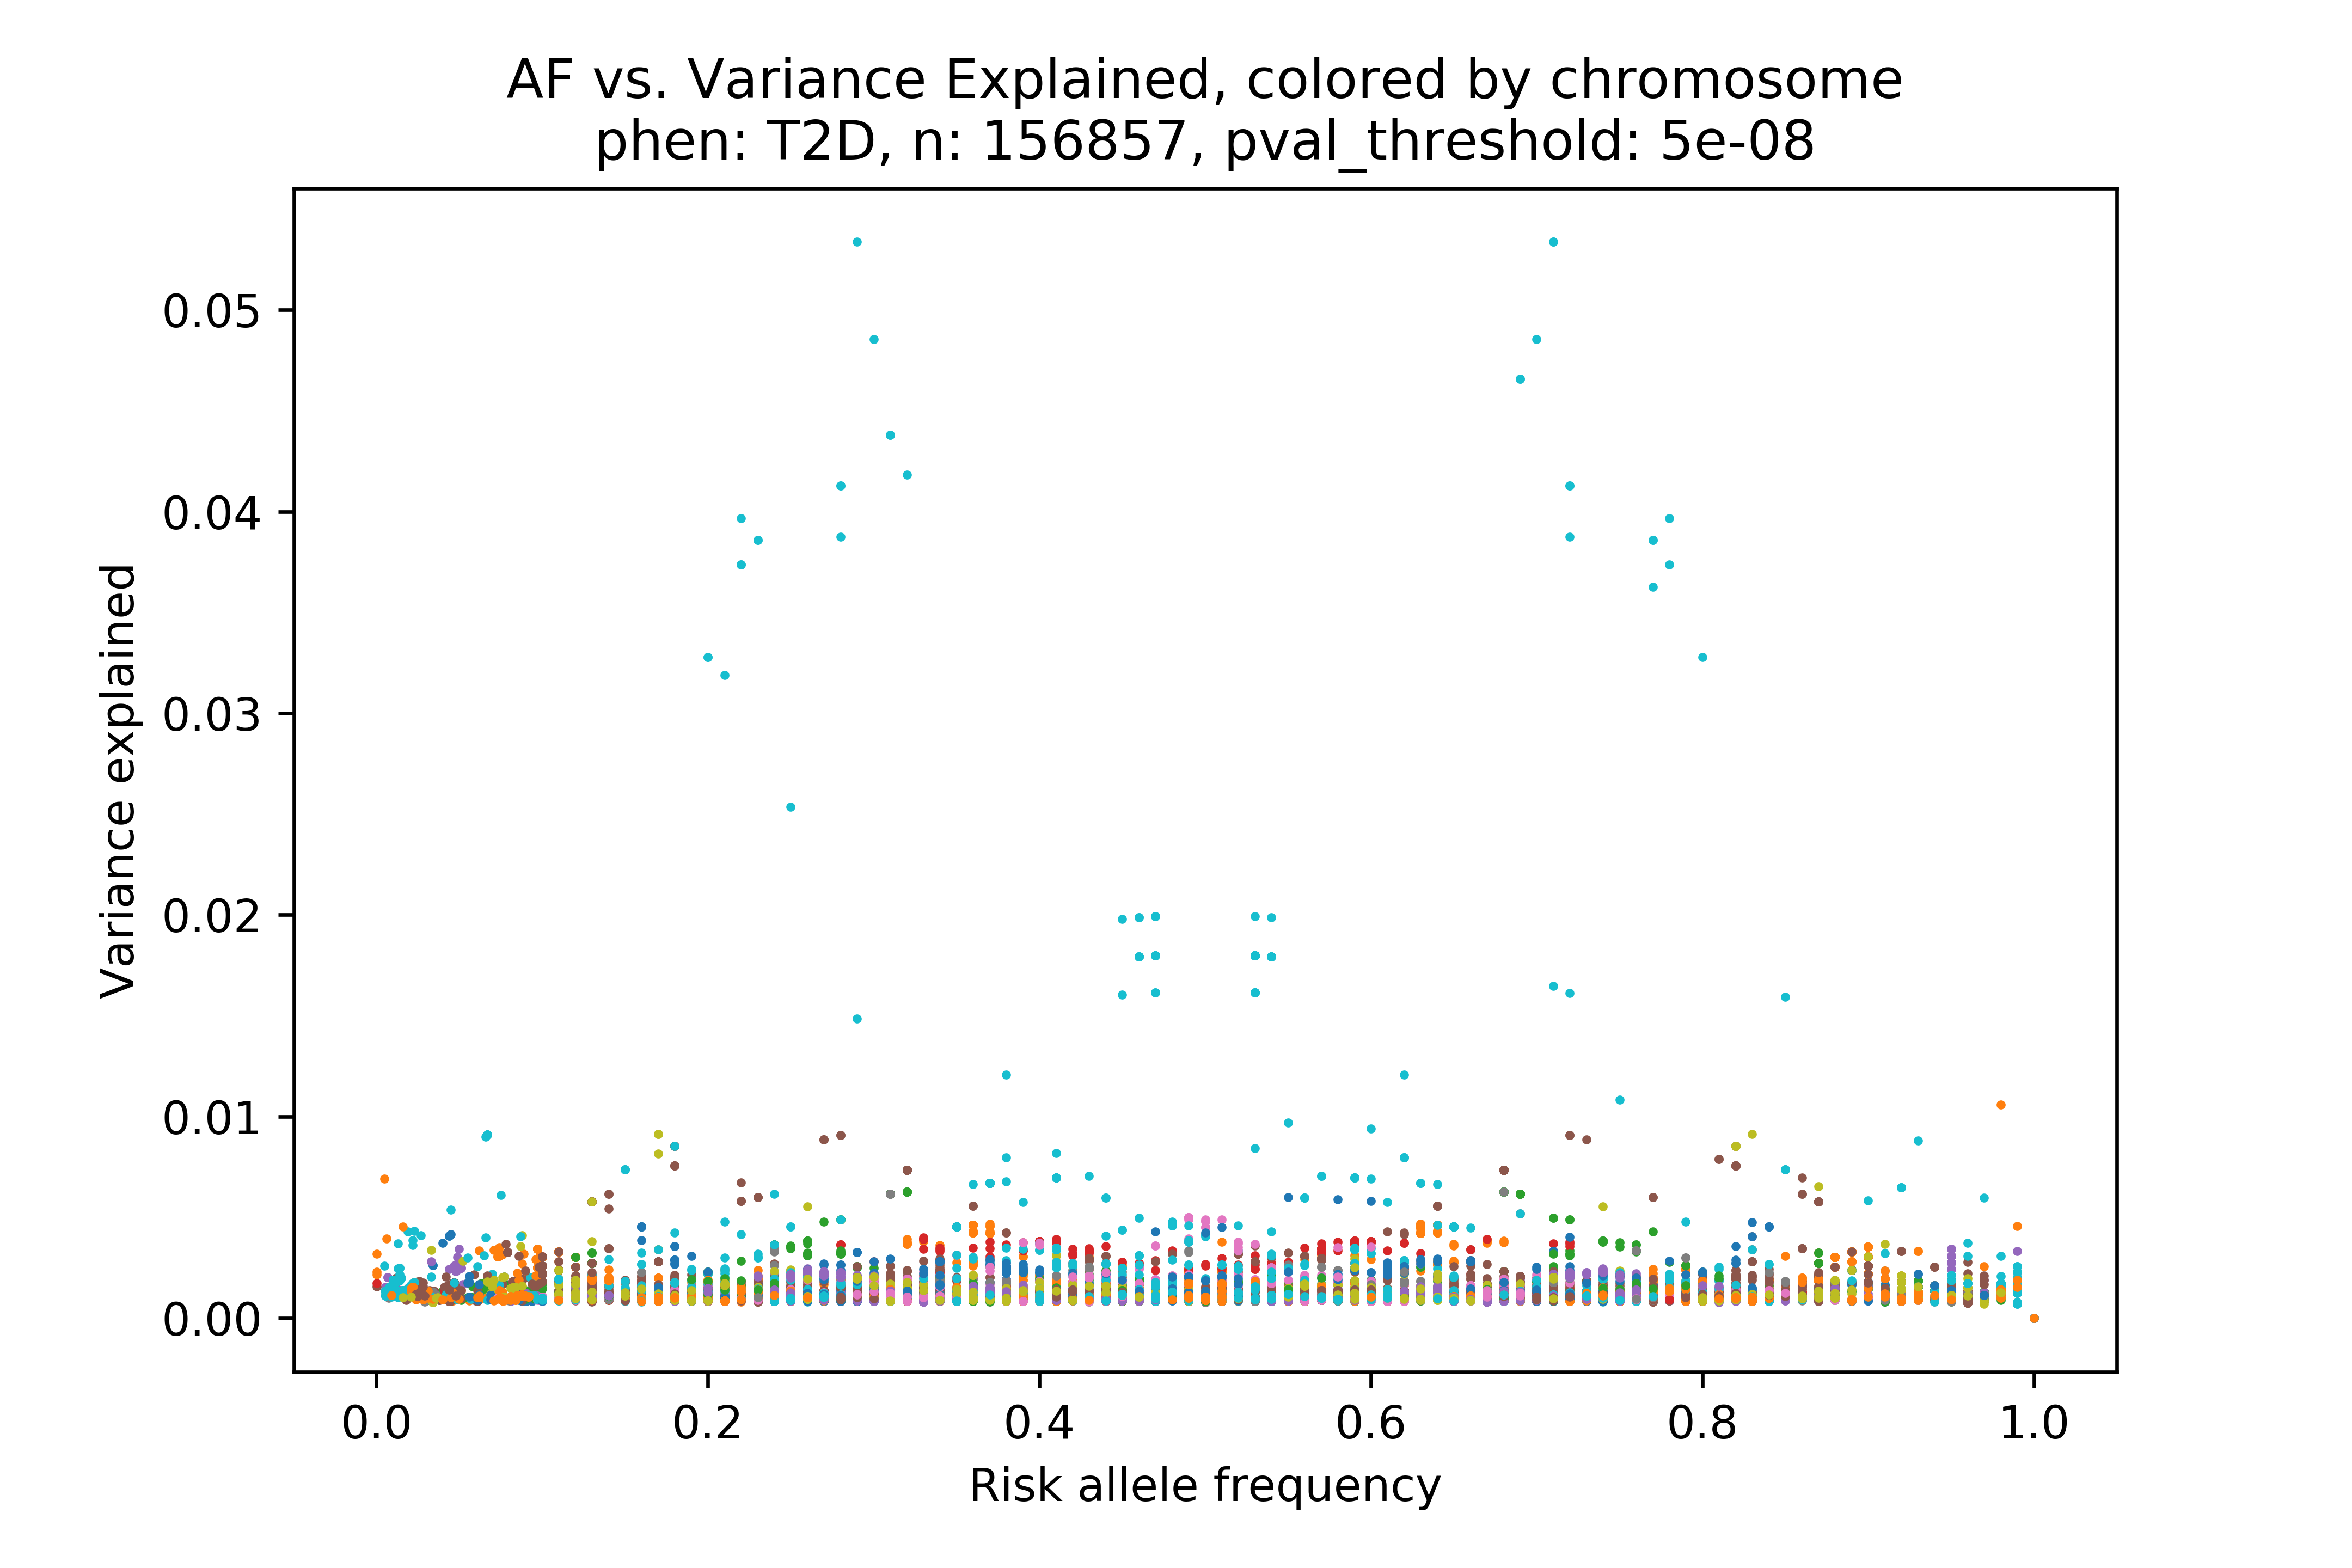 AF vs. Variance Explained, colored by chromosome
phen: T2D, n: 156857, pval_threshold: 5e-08
0.05
0.04
0.03
0.02
0.01
0.00
Variance explained
0.0 0.2 0.4 0.6 0.8 1.0
Risk allele frequency